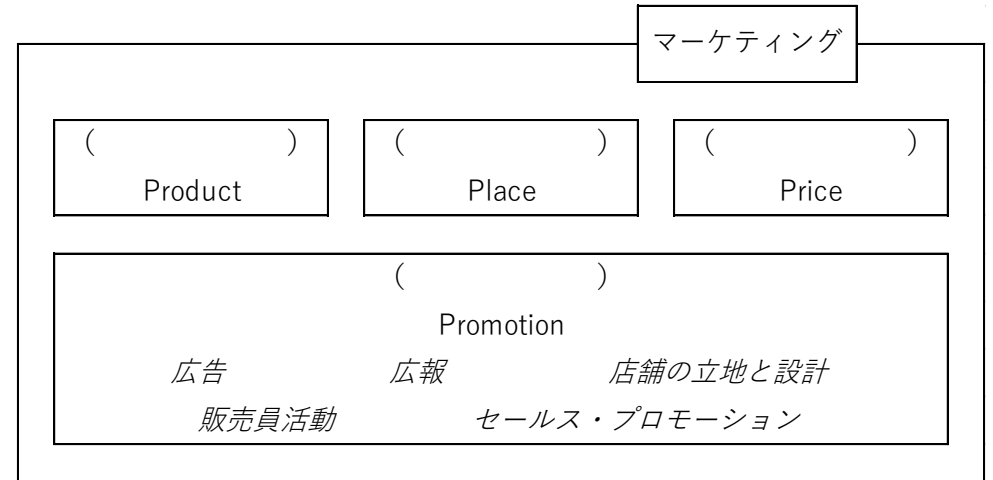 マーケティング
(　　　　　) (　　　　　) (　　　　　)
Product Place Price
(　　　　　)
Promotion
広告 広報 店舗の立地と設計
販売員活動 セールス・プロモーション